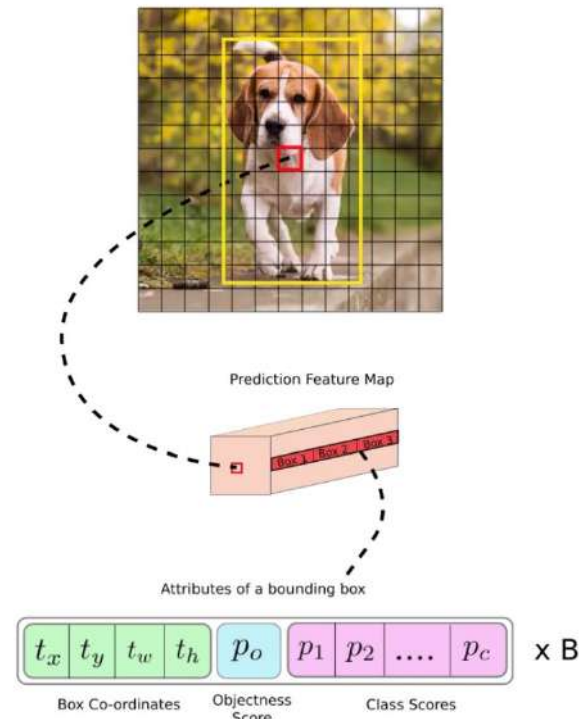 Prediction Feature Map
Box 1 Box 2 Box 3
Attributes of a bounding box
t_x t_y t_w t_h p_o p_1 p_2 .... p_c x B
Box Co-ordinates Objectness Score Class Scores